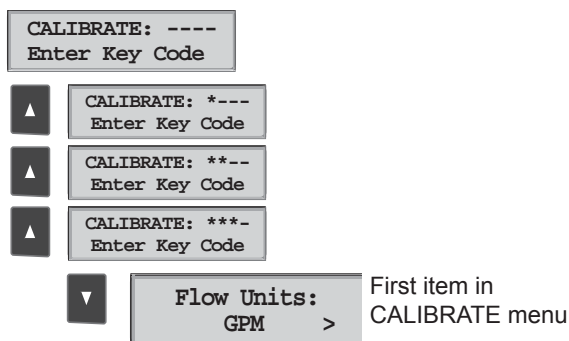 CALIBRATE: ----
Enter Key Code
CALIBRATE: *---
Enter Key Code
CALIBRATE: **--
Enter Key Code
CALIBRATE: ***-
Enter Key Code
Flow Units:
GPM >
First item in
CALIBRATE menu